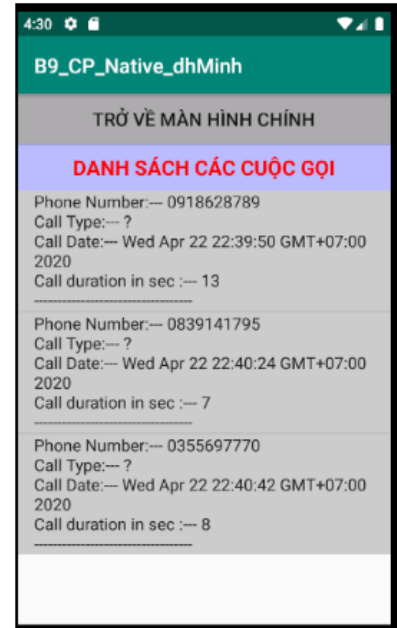 4:30
B9_CP_Native_dhMinh
TRỞ VỀ MÀN HÌNH CHÍNH
DANH SÁCH CÁC CUỘC GỌI
Phone Number:--- 0918628789
Call Type:--- ?
Call Date:--- Wed Apr 22 22:39:50 GMT+07:00
2020
Call duration in sec :--- 13
----------------------------------
Phone Number:--- 0839141795
Call Type:--- ?
Call Date:--- Wed Apr 22 22:40:24 GMT+07:00
2020
Call duration in sec :--- 7
----------------------------------
Phone Number:--- 0355697770
Call Type:--- ?
Call Date:--- Wed Apr 22 22:40:42 GMT+07:00
2020
Call duration in sec :--- 8
----------------------------------